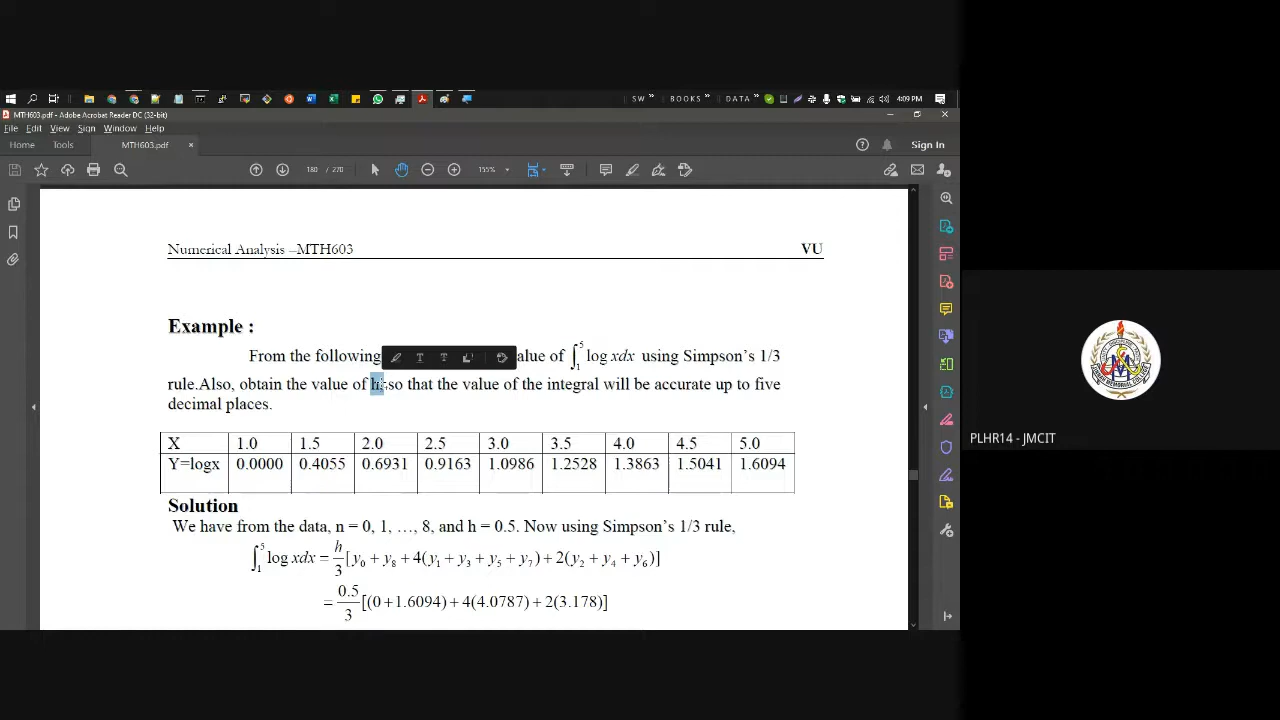 SW » BOOKS » DATA » 4:09 PM
MTH603.pdf - Adobe Acrobat Reader DC (32-bit)
File Edit View Sign Window Help
Home Tools MTH603.pdf × Sign In
180 / 270 155%
Numerical Analysis –MTH603 VU
Example :
From the following alue of ∫₁⁵ log xdx using Simpson's 1/3
rule.Also, obtain the value of h so that the value of the integral will be accurate up to five
decimal places.
X 1.0 1.5 2.0 2.5 3.0 3.5 4.0 4.5 5.0
Y=logx 0.0000 0.4055 0.6931 0.9163 1.0986 1.2528 1.3863 1.5041 1.6094
Solution
We have from the data, n = 0, 1, …, 8, and h = 0.5. Now using Simpson's 1/3 rule,
∫₁⁵ log xdx = h/3 [y₀ + y₈ + 4(y₁ + y₃ + y₅ + y₇) + 2(y₂ + y₄ + y₆)]
= 0.5/3 [(0+1.6094) + 4(4.0787) + 2(3.178)]
PLHR14 - JMCIT